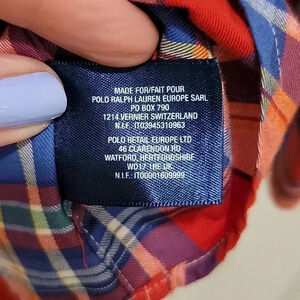 MADE FOR/FAIT POUR
POLO RALPH LAUREN EUROPE SARL
PO BOX 790
1214 VERNIER SWITZERLAND
N.I.F.: IT03945310963
POLO RETAIL EUROPE LTD
46 CLARENDON RD
WATFORD, HERTFORDSHIRE
WD17 1HE UK
N.I.F.: IT00001609999